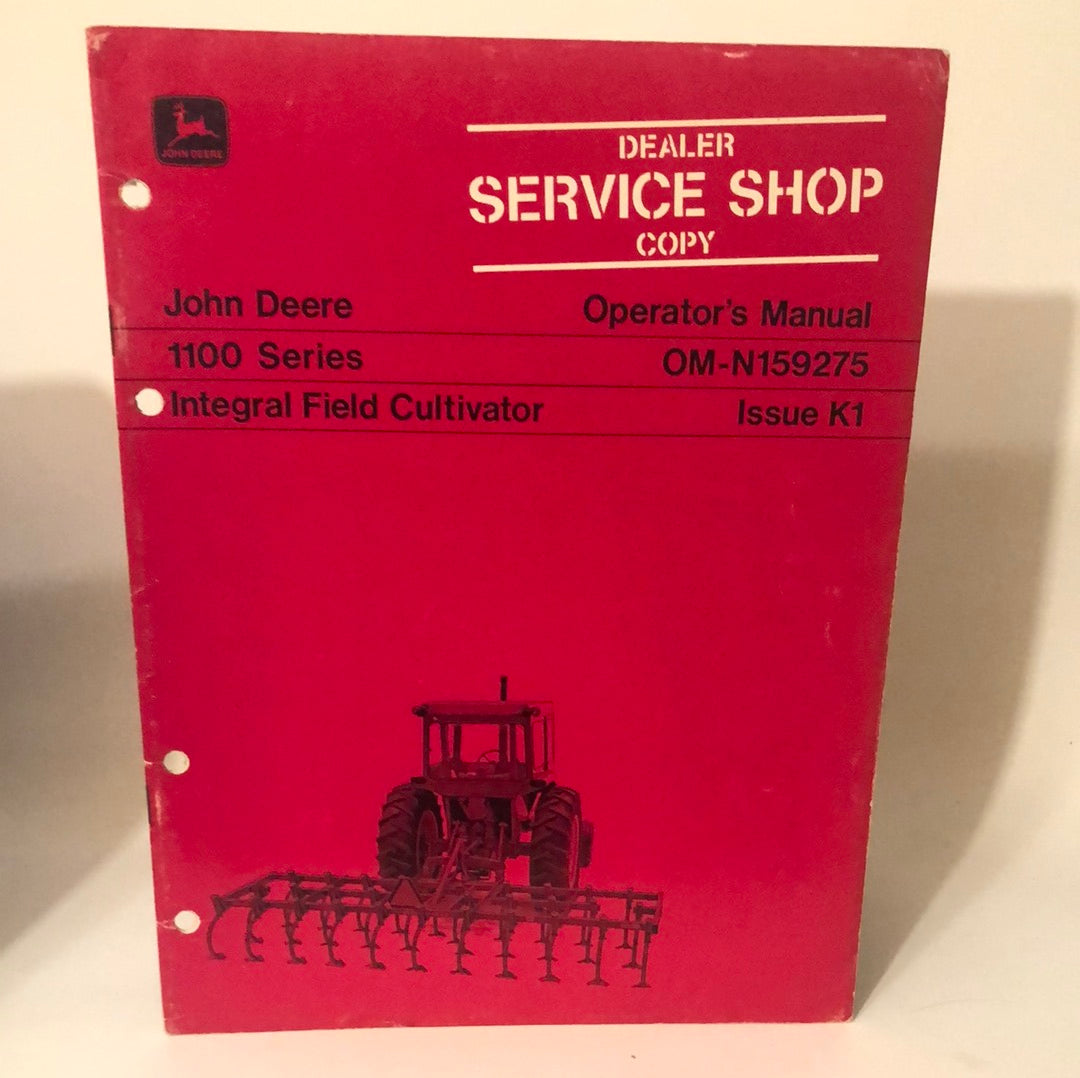 JOHN DEERE
DEALER
SERVICE SHOP
COPY
John Deere Operator's Manual
1100 Series OM-N159275
Integral Field Cultivator Issue K1